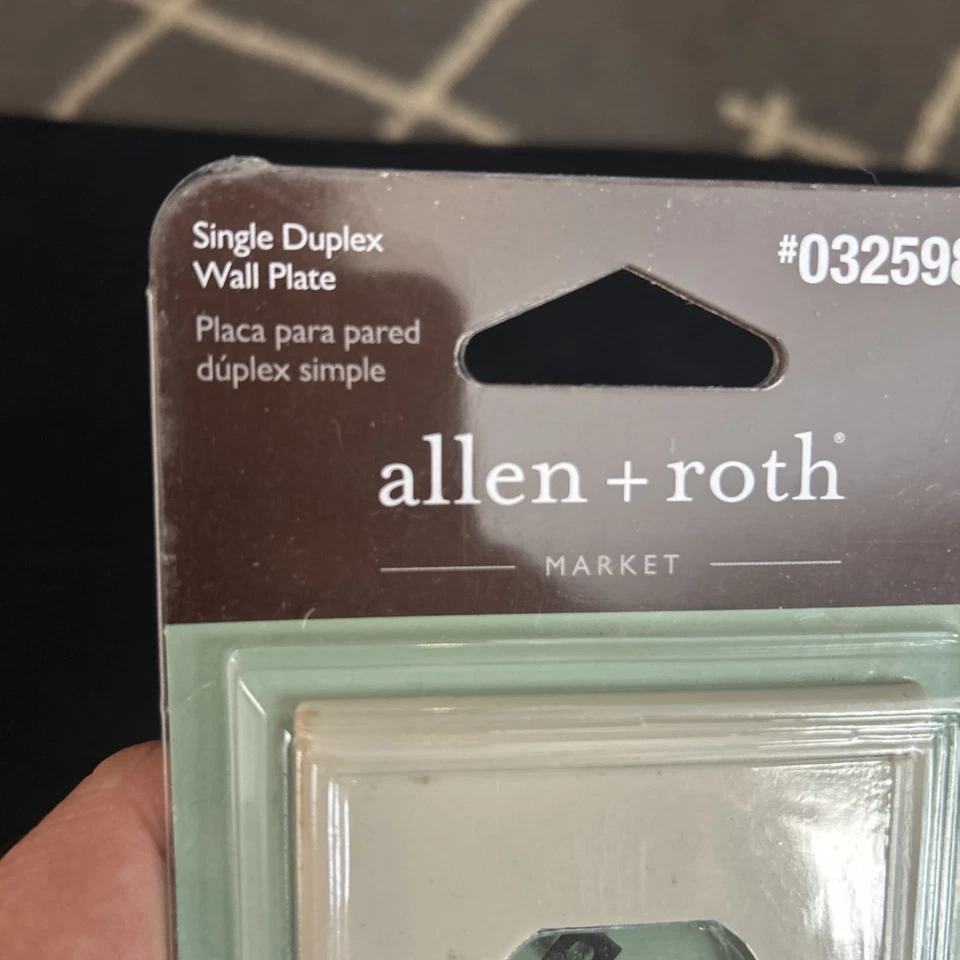 Single Duplex
Wall Plate
Placa para pared
dúplex simple
#032598
allen + roth®
MARKET